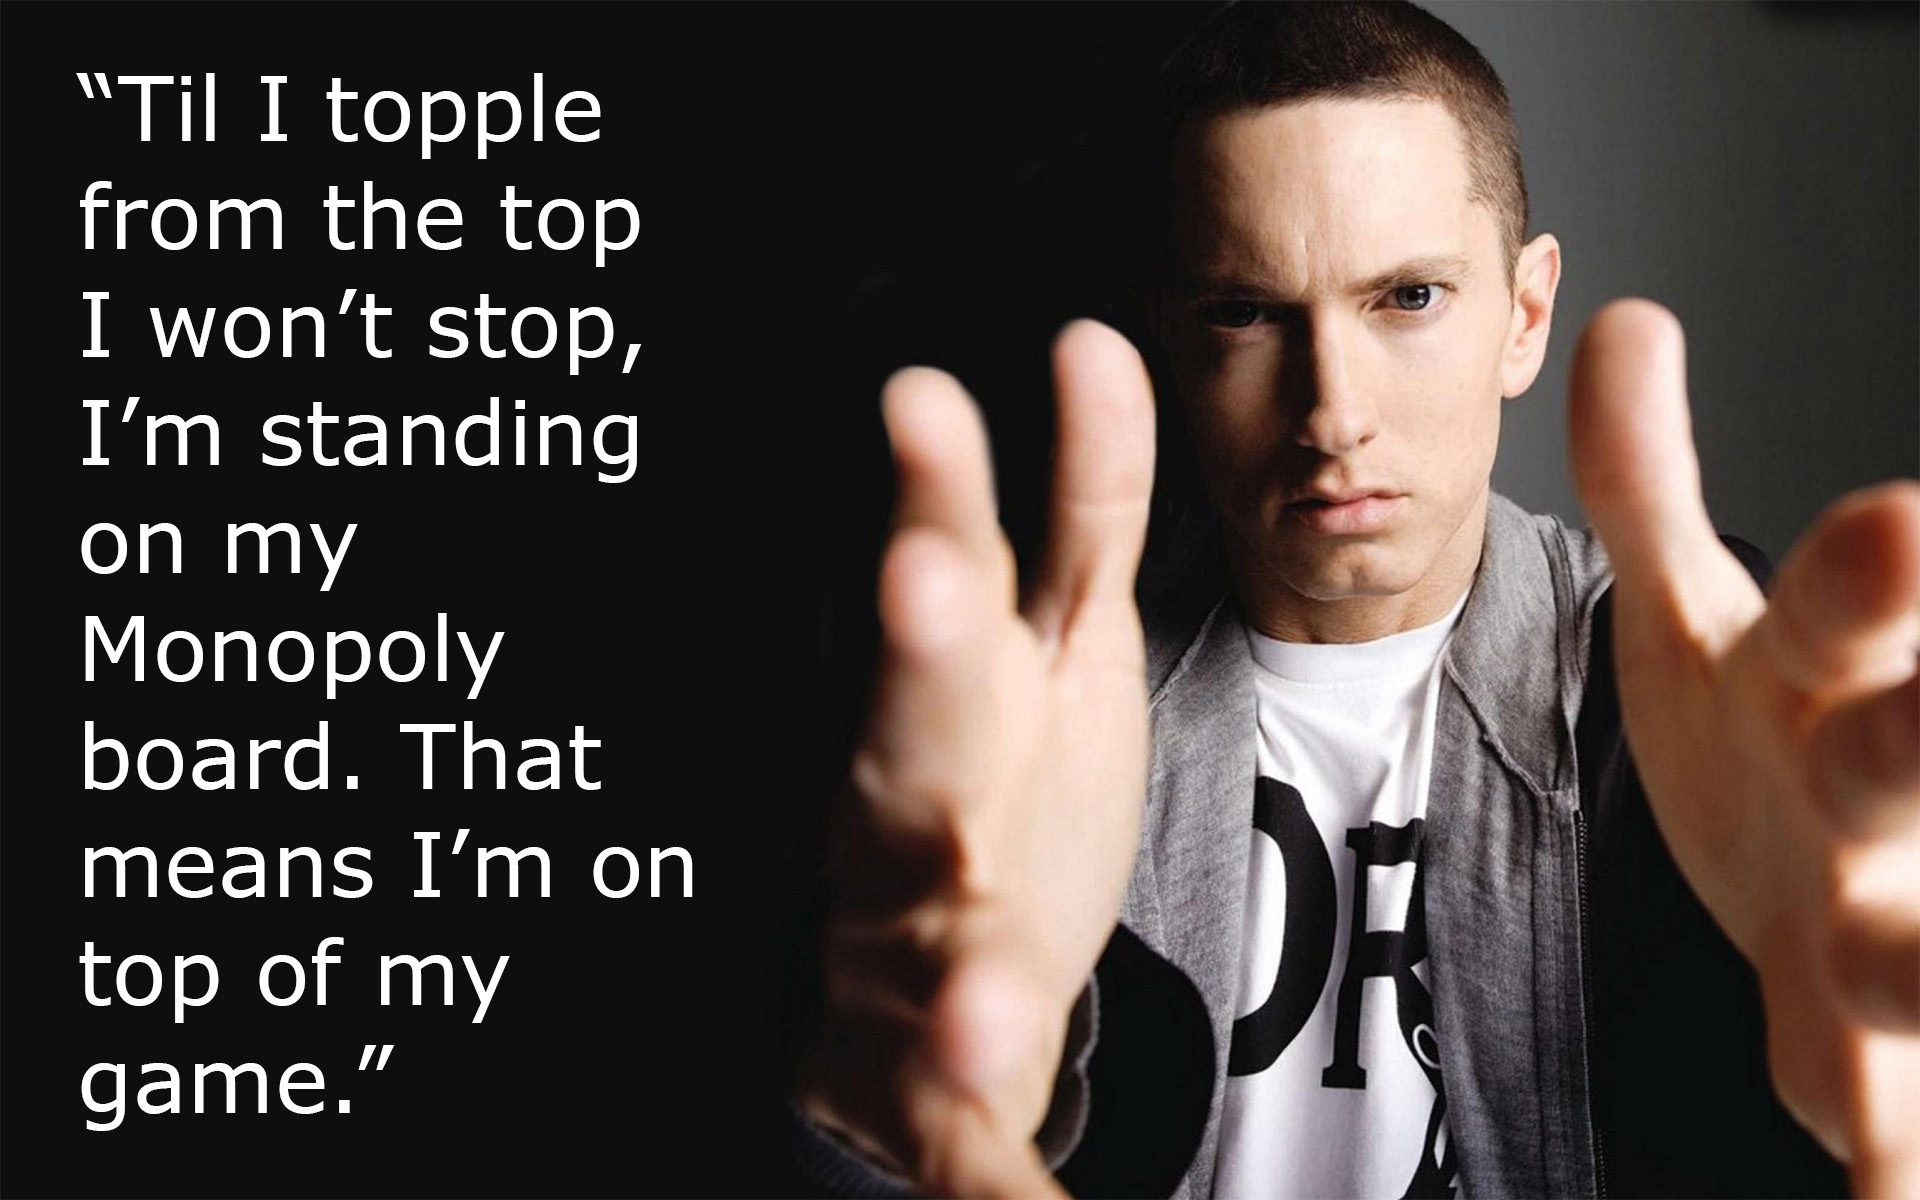 “Til I topple
from the top
I won’t stop,
I’m standing
on my
Monopoly
board. That
means I’m on
top of my
game.”
DR